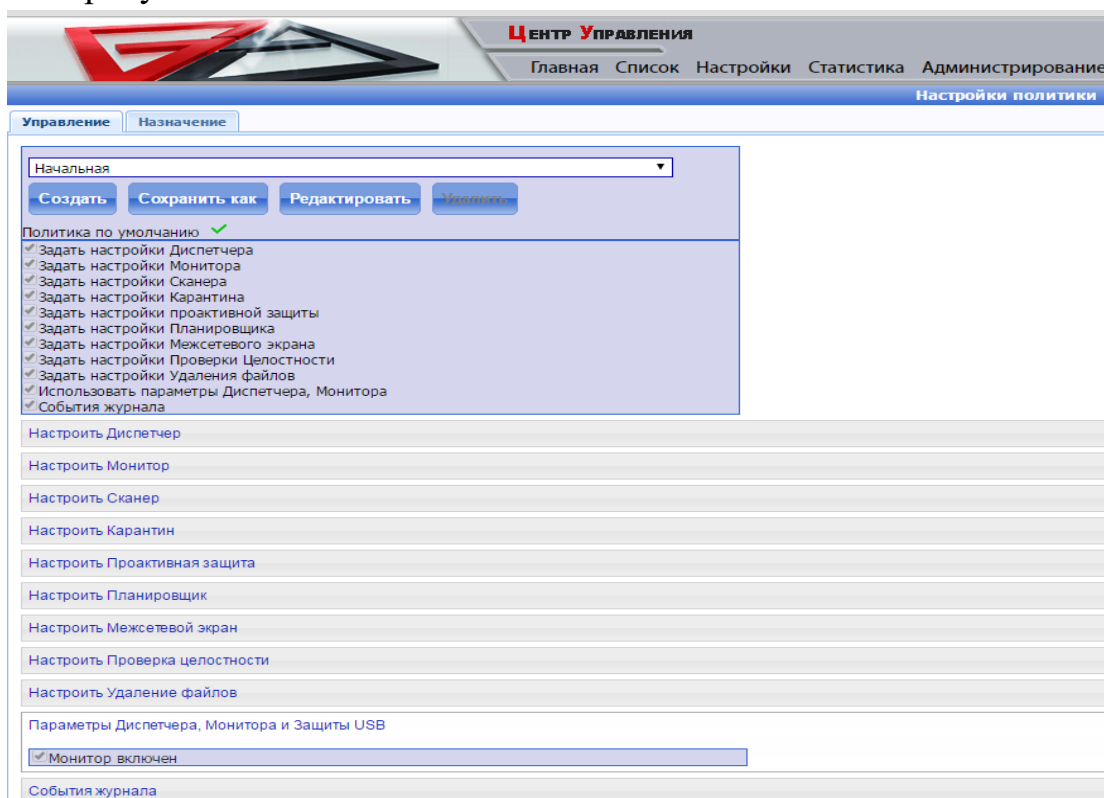 Центр Управления
Главная Список Настройки Статистика Администрирование
Настройки политики
Управление Назначение
Начальная
Создать Сохранить как Редактировать Удалить
Политика по умолчанию
Задать настройки Диспетчера
Задать настройки Монитора
Задать настройки Сканера
Задать настройки Карантина
Задать настройки проактивной защиты
Задать настройки Планировщика
Задать настройки Межсетевого экрана
Задать настройки Проверки Целостности
Задать настройки Удаления файлов
Использовать параметры Диспетчера, Монитора
События журнала
Настроить Диспетчер
Настроить Монитор
Настроить Сканер
Настроить Карантин
Настроить Проактивная защита
Настроить Планировщик
Настроить Межсетевой экран
Настроить Проверка целостности
Настроить Удаление файлов
Параметры Диспетчера, Монитора и Защиты USB
Монитор включен
События журнала